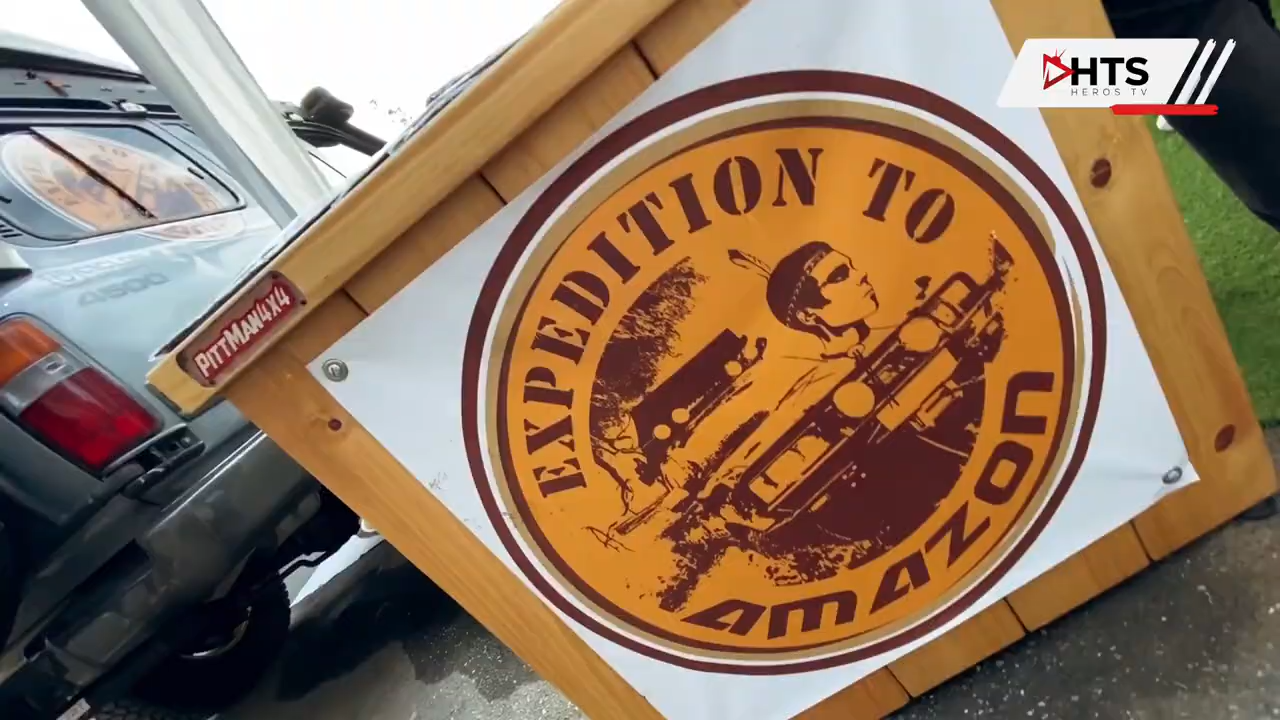 HTS
HEROS TV
EXPEDITION TO
AMAZON
PITTMAN4X4
4500